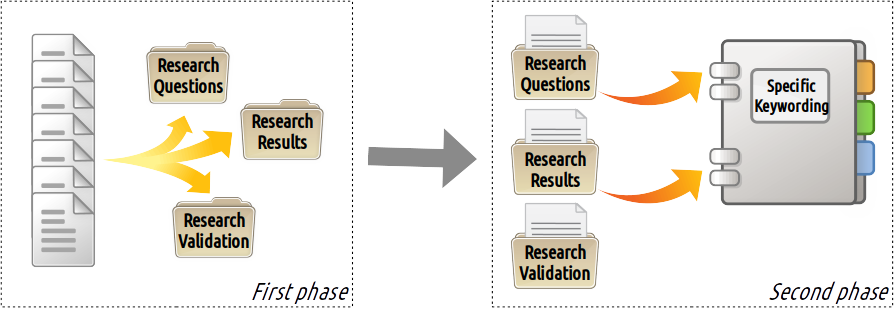 Research
Questions
Research
Results
Research
Validation
First phase
Research
Questions
Research
Results
Research
Validation
Specific
Keywording
Second phase